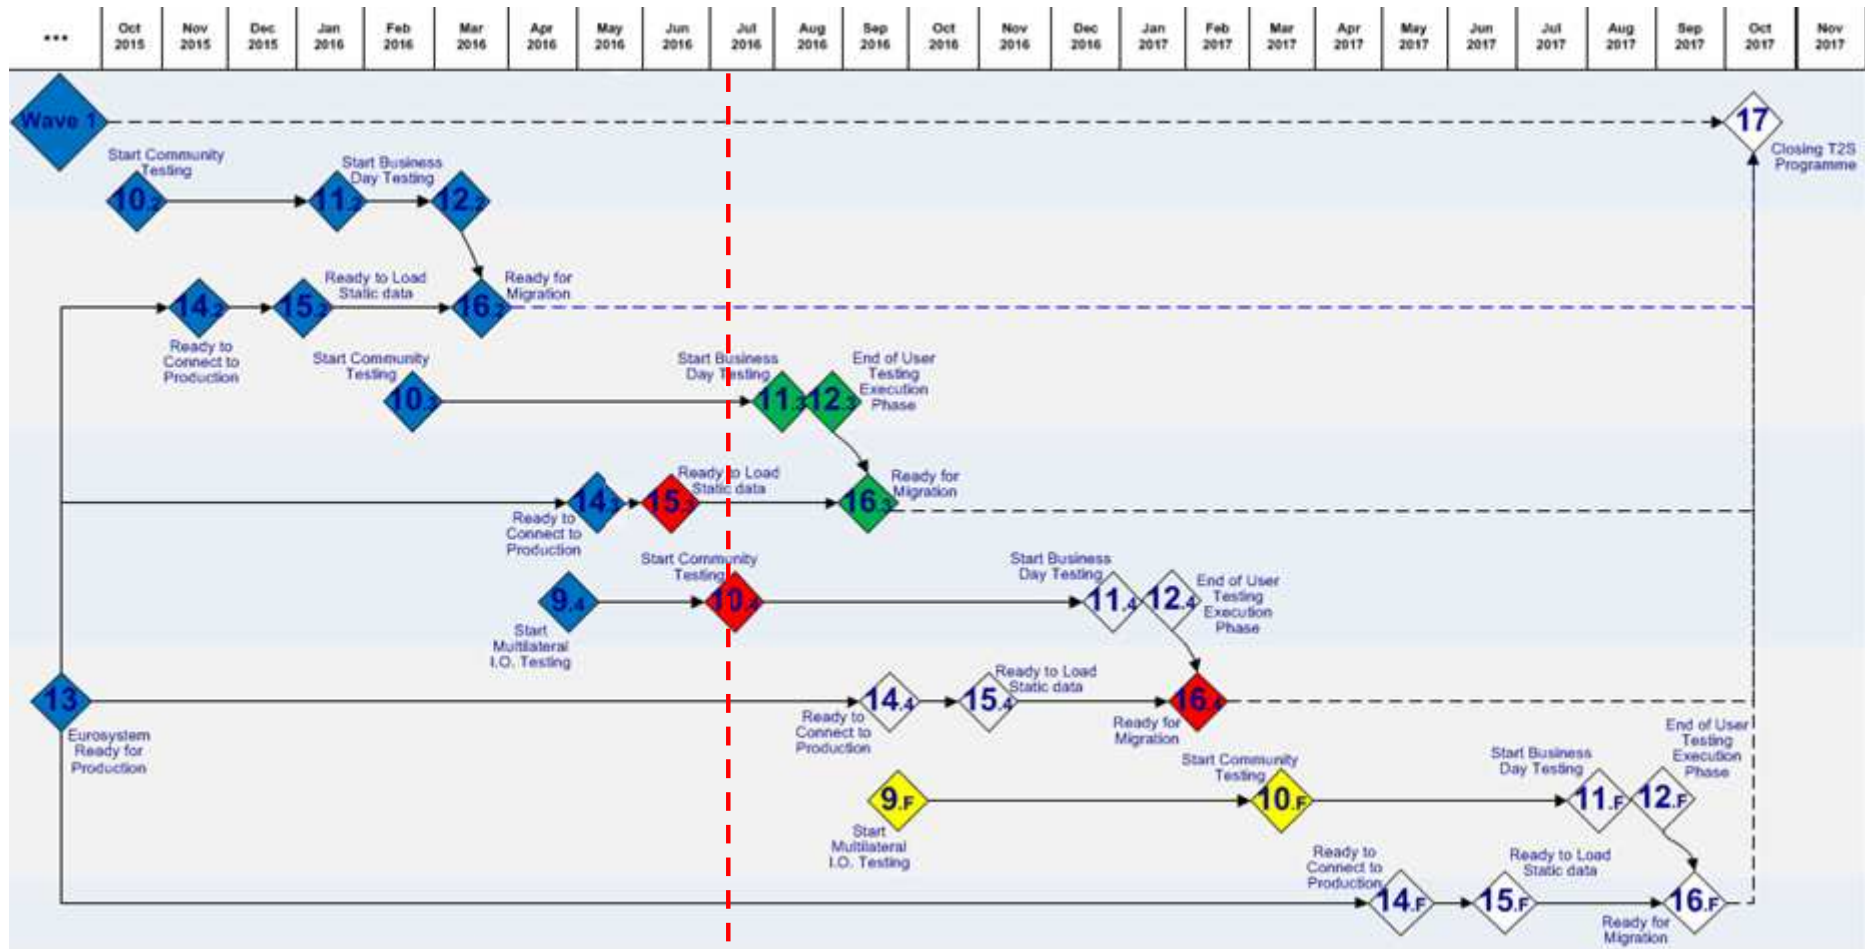 ...
Oct 2015
Nov 2015
Dec 2015
Jan 2016
Feb 2016
Mar 2016
Apr 2016
May 2016
Jun 2016
Jul 2016
Aug 2016
Sep 2016
Oct 2016
Nov 2016
Dec 2016
Jan 2017
Feb 2017
Mar 2017
Apr 2017
May 2017
Jun 2017
Jul 2017
Aug 2017
Sep 2017
Oct 2017
Nov 2017
Wave 1
17
Closing T2S
Programme
Start Community
Testing
Start Business
Day Testing
10.2
11.2
12.2
Ready to Load
Static data
Ready for
Migration
14.2
15.2
16.2
Ready to
Connect to
Production
Start Community
Testing
Start Business
Day Testing
End of User
Testing
Execution
Phase
10.3
11.3
12.3
Ready to Load
Static data
Ready for
Migration
14.3
15.3
16.3
Ready to
Connect to
Production
Start Community
Testing
Start Business
Day Testing
End of User
Testing
Execution
Phase
9.4
10.4
11.4
12.4
Start
Multilateral
I.O. Testing
Ready to Load
Static data
13
14.4
15.4
16.4
Eurosystem
Ready for
Production
Ready to
Connect to
Production
Ready for
Migration
Start Community
Testing
Start Business
Day Testing
End of User
Testing
Execution
Phase
9.F
10.F
11.F
12.F
Start
Multilateral
I.O. Testing
Ready to
Connect to
Production
Ready to Load
Static data
14.F
15.F
16.F
Ready for
Migration